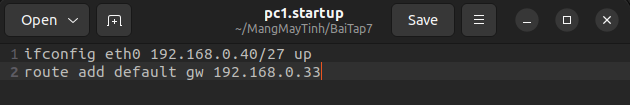 Open
pc1.startup
~/MangMayTinh/BaiTap7
Save
1 ifconfig eth0 192.168.0.40/27 up
2 route add default gw 192.168.0.33